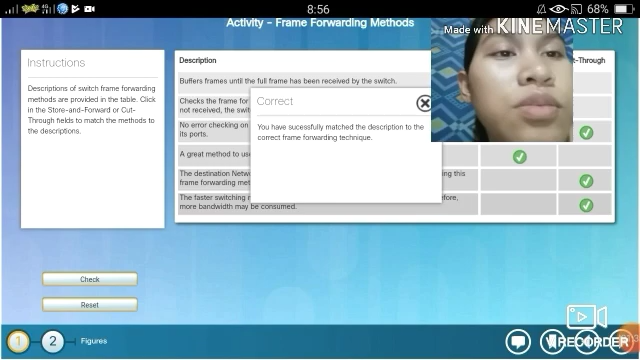 8:56
68%
Activity – Frame Forwarding Methods
Made with KINEMASTER
Instructions
Descriptions of switch frame forwarding
methods are provided in the table. Click
in the Store-and-Forward or Cut-
Through fields to match the methods to
the descriptions.
Description
t-Through
Buffers frames until the full frame has been received by the switch.
Checks the frame for
not received, the swit
No error checking on
its ports.
A great method to use
The destination Netw
ing this
frame forwarding met
The faster switching r
efore,
more bandwidth may be consumed.
Correct
You have sucessfully matched the description to the
correct frame forwarding technique.
Check
Reset
1
2
Figures
RECORDER